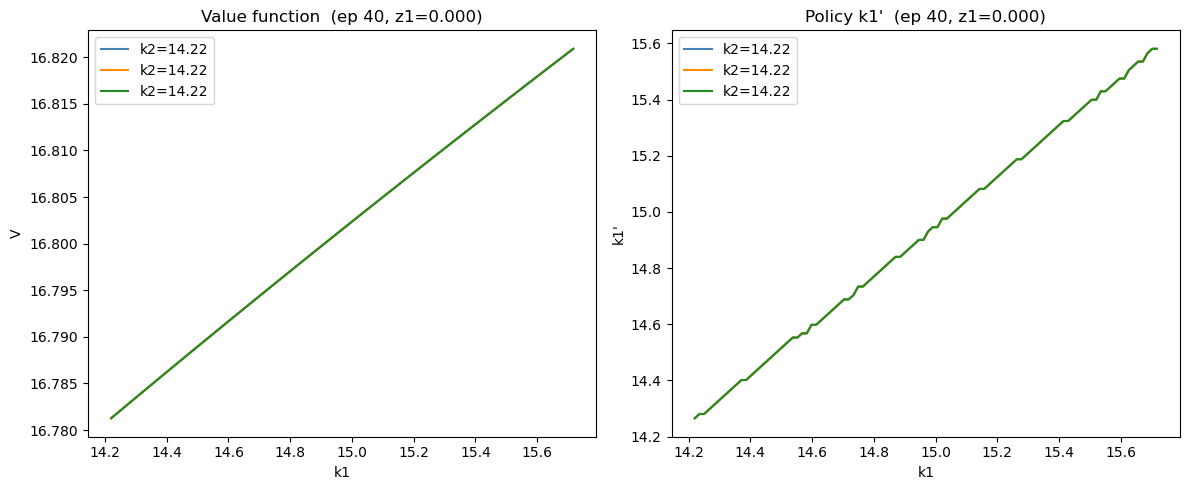 Value function  (ep 40, z1=0.000)
k2=14.22
k2=14.22
k2=14.22
16.820
16.815
16.810
16.805
16.800
16.795
16.790
16.785
16.780
V
14.2 14.4 14.6 14.8 15.0 15.2 15.4 15.6
k1
Policy k1'  (ep 40, z1=0.000)
k2=14.22
k2=14.22
k2=14.22
15.6
15.4
15.2
15.0
14.8
14.6
14.4
14.2
k1'
14.2 14.4 14.6 14.8 15.0 15.2 15.4 15.6
k1